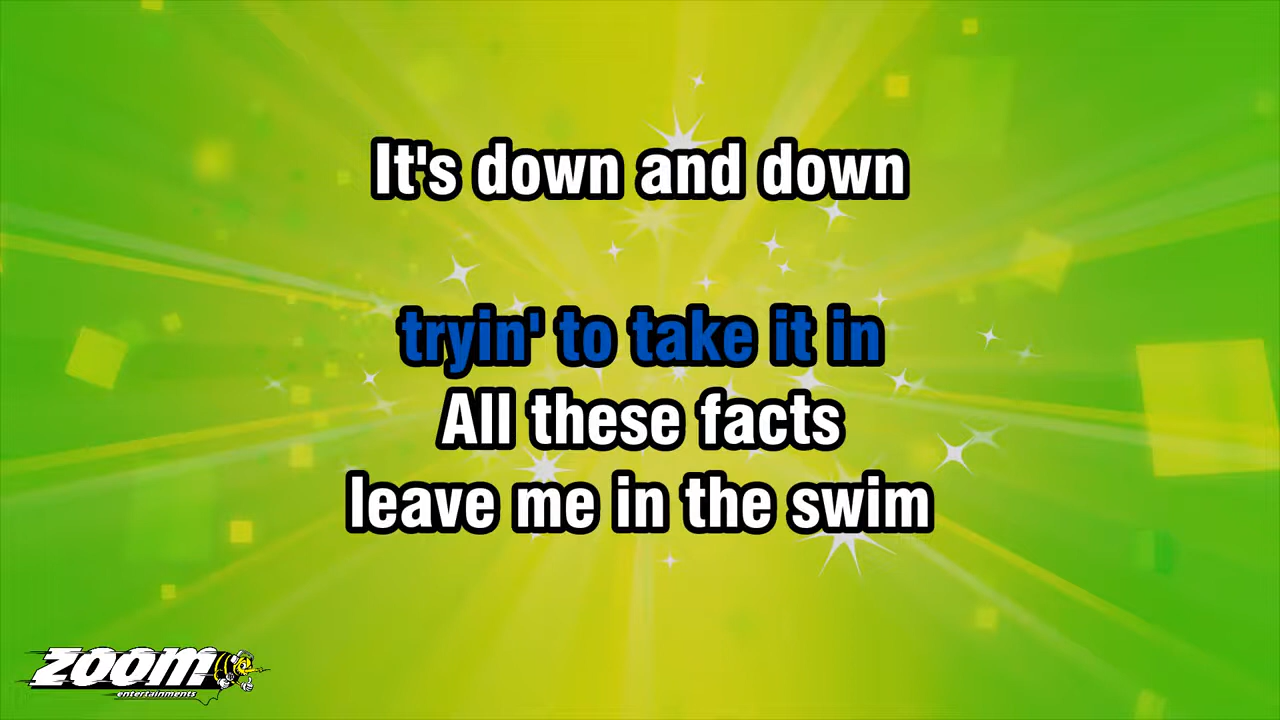 It's down and down
tryin' to take it in
All these facts
leave me in the swim
zoom
entertainments